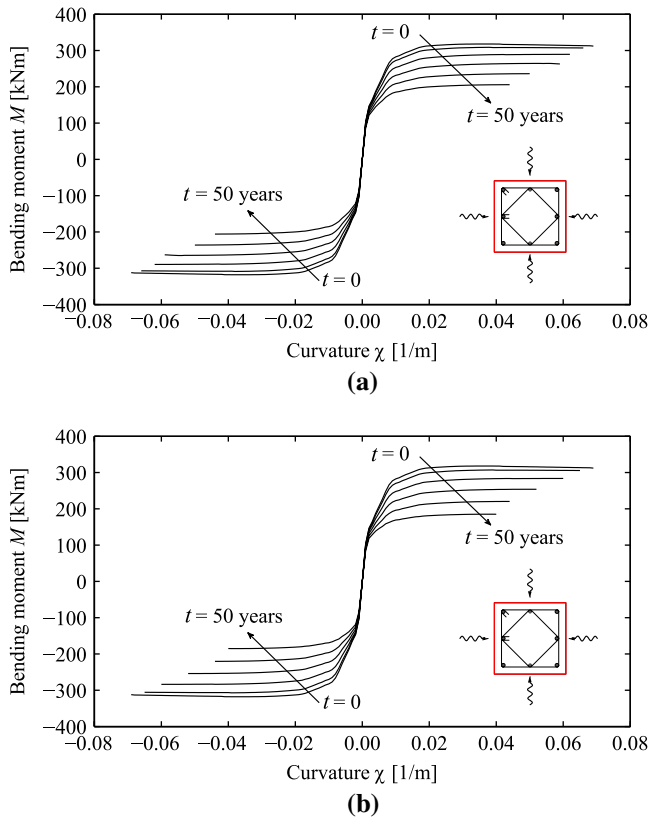 400
300
200
100
0
−100
−200
−300
−400
Bending moment M [kNm]
t = 0
t = 50 years
t = 50 years
t = 0
−0.08 −0.06 −0.04 −0.02 0.00 0.02 0.04 0.06 0.08
Curvature χ [1/m]
(a)
400
300
200
100
0
−100
−200
−300
−400
Bending moment M [kNm]
t = 0
t = 50 years
t = 50 years
t = 0
−0.08 −0.06 −0.04 −0.02 0.00 0.02 0.04 0.06 0.08
Curvature χ [1/m]
(b)